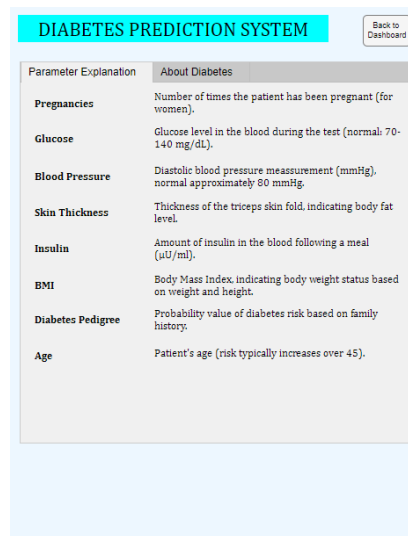 DIABETES PREDICTION SYSTEM
Back to
Dashboard
Parameter Explanation
About Diabetes
Pregnancies
Number of times the patient has been pregnant (for
women).
Glucose
Glucose level in the blood during the test (normal: 70-
140 mg/dL).
Blood Pressure
Diastolic blood pressure meassurement (mmHg),
normal approximately 80 mmHg.
Skin Thickness
Thickness of the triceps skin fold, indicating body fat
level.
Insulin
Amount of insulin in the blood following a meal
(μU/ml).
BMI
Body Mass Index, indicating body weight status based
on weight and height.
Diabetes Pedigree
Probability value of diabetes risk based on family
history.
Age
Patient's age (risk typically increases over 45).